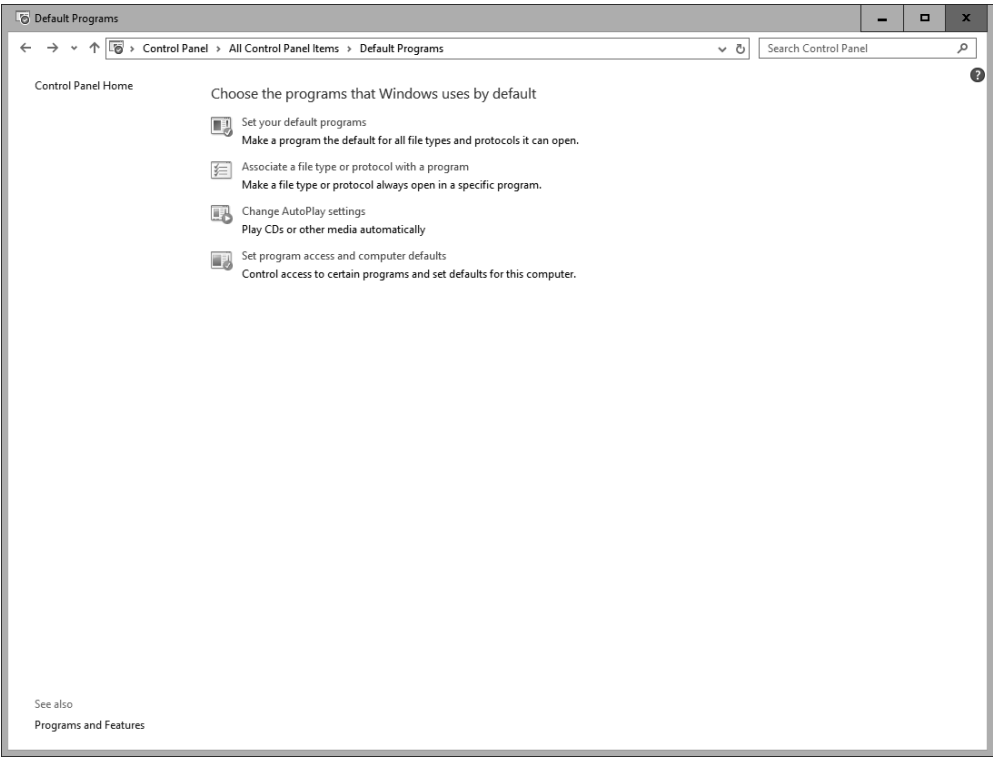 Default Programs
Control Panel > All Control Panel Items > Default Programs
Search Control Panel
Control Panel Home
Choose the programs that Windows uses by default
Set your default programs
Make a program the default for all file types and protocols it can open.
Associate a file type or protocol with a program
Make a file type or protocol always open in a specific program.
Change AutoPlay settings
Play CDs or other media automatically
Set program access and computer defaults
Control access to certain programs and set defaults for this computer.
See also
Programs and Features